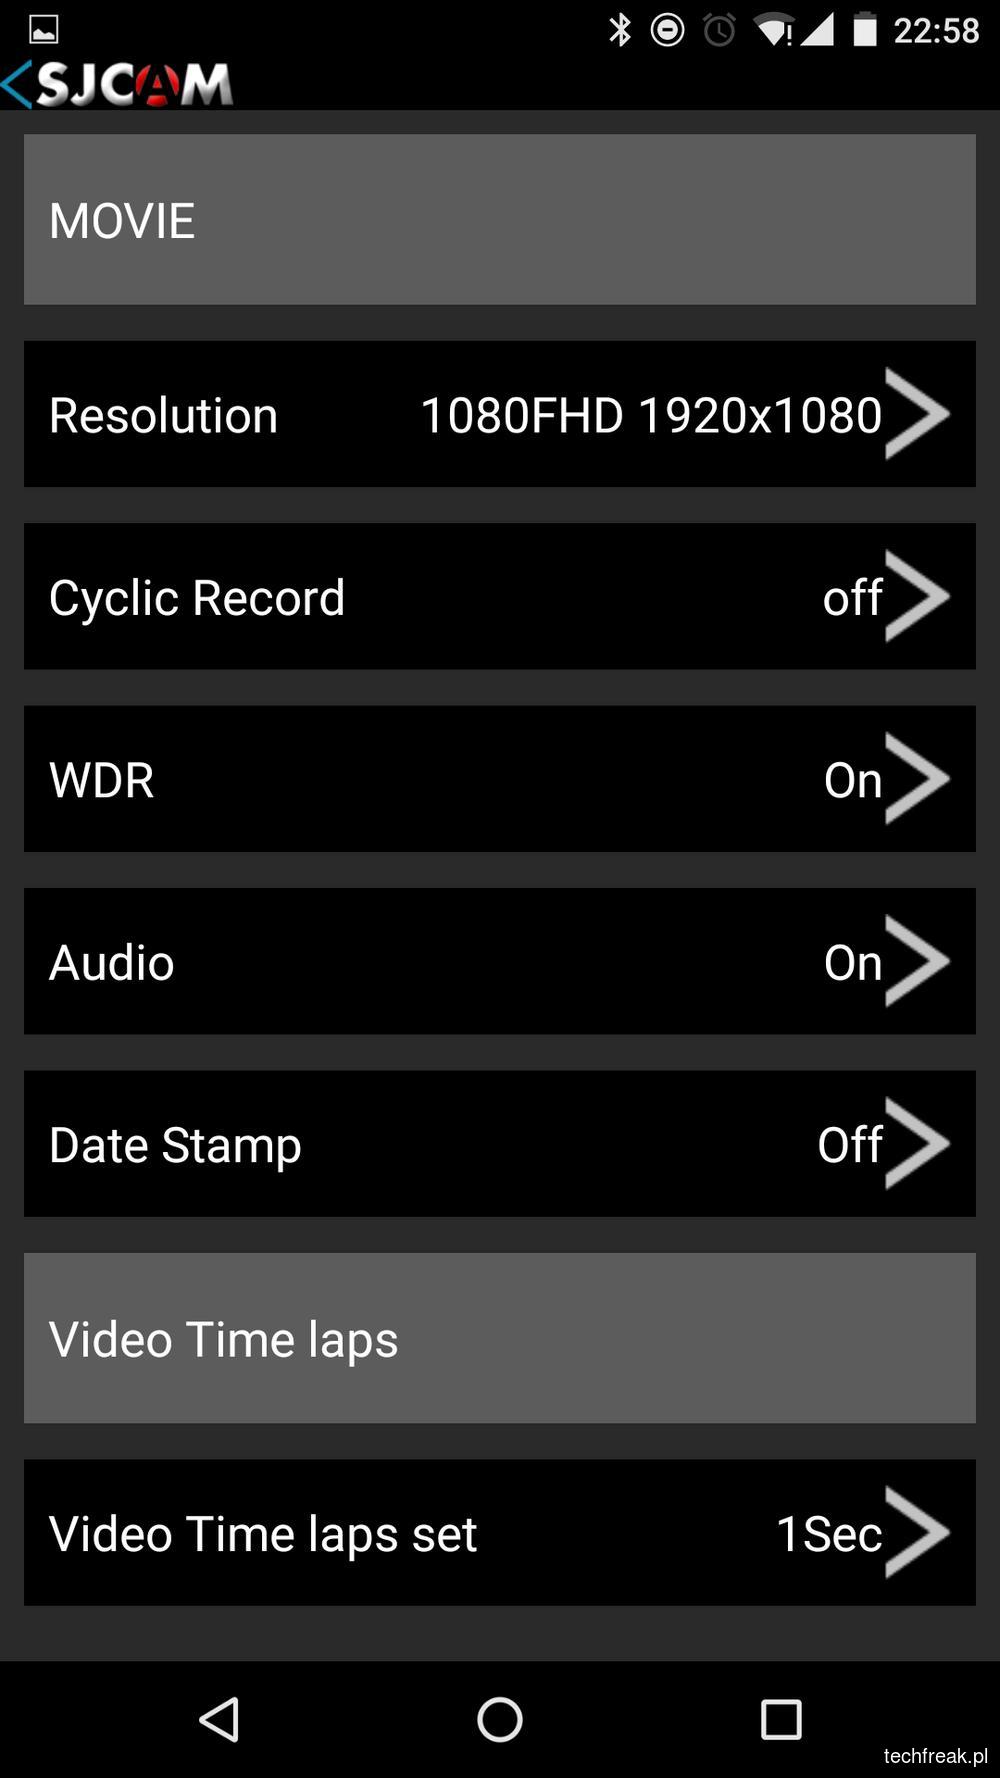 22:58
SJCAM
MOVIE
Resolution 1080FHD 1920x1080
Cyclic Record off
WDR On
Audio On
Date Stamp Off
Video Time laps
Video Time laps set 1Sec
techfreak.pl